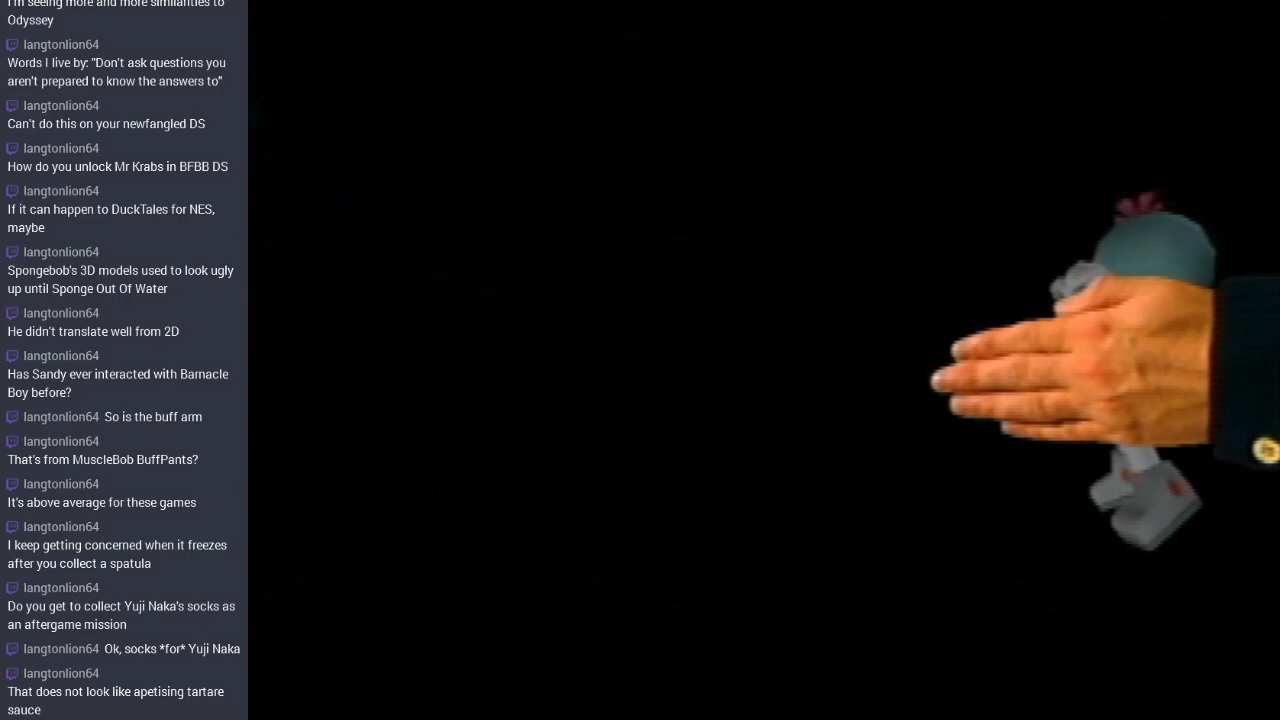 I'm seeing more and more similarities to
Odyssey
langtonlion64
Words I live by: "Don't ask questions you
aren't prepared to know the answers to"
langtonlion64
Can't do this on your newfangled DS
langtonlion64
How do you unlock Mr Krabs in BFBB DS
langtonlion64
If it can happen to DuckTales for NES,
maybe
langtonlion64
Spongebob's 3D models used to look ugly
up until Sponge Out Of Water
langtonlion64
He didn't translate well from 2D
langtonlion64
Has Sandy ever interacted with Barnacle
Boy before?
langtonlion64 So is the buff arm
langtonlion64
That's from MuscleBob BuffPants?
langtonlion64
It's above average for these games
langtonlion64
I keep getting concerned when it freezes
after you collect a spatula
langtonlion64
Do you get to collect Yuji Naka's socks as
an aftergame mission
langtonlion64 Ok, socks *for* Yuji Naka
langtonlion64
That does not look like apetising tartare
sauce